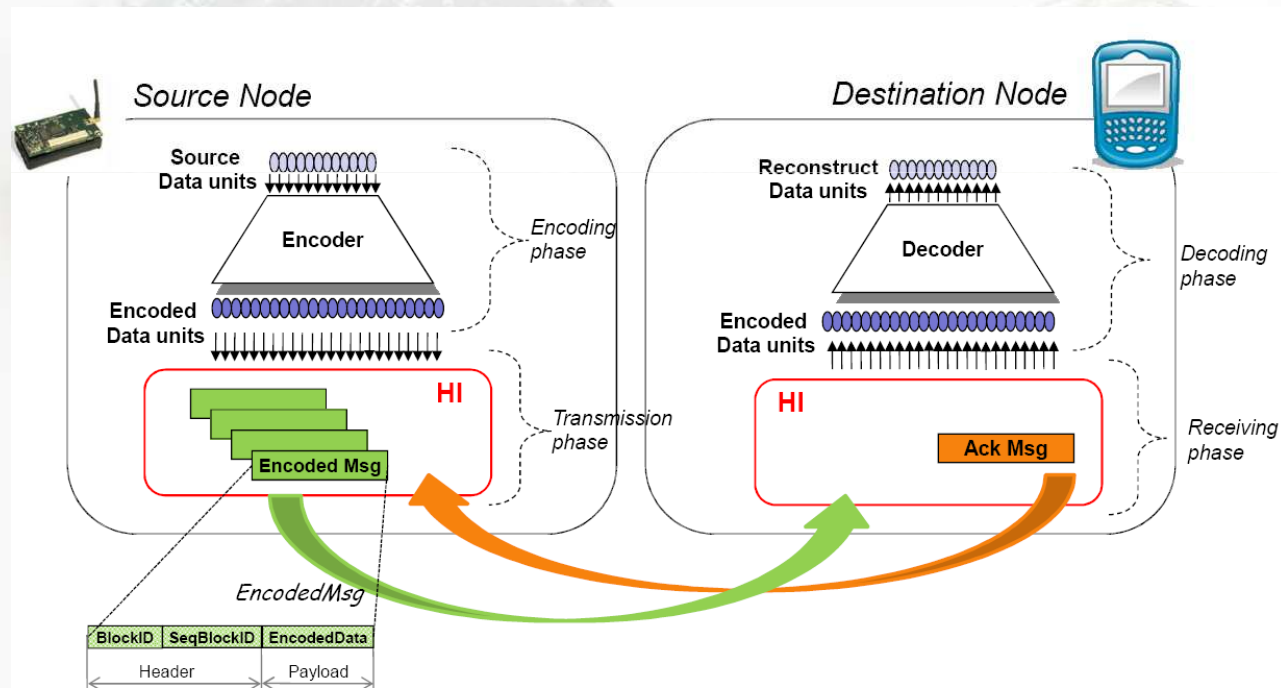 Source Node
Source
Data units
Encoder
Encoding
phase
Encoded
Data units
HI
Transmission
phase
Encoded Msg
EncodedMsg
BlockID SeqBlockID EncodedData
Header Payload
Destination Node
Reconstruct
Data units
Decoder
Decoding
phase
Encoded
Data units
HI
Receiving
phase
Ack Msg